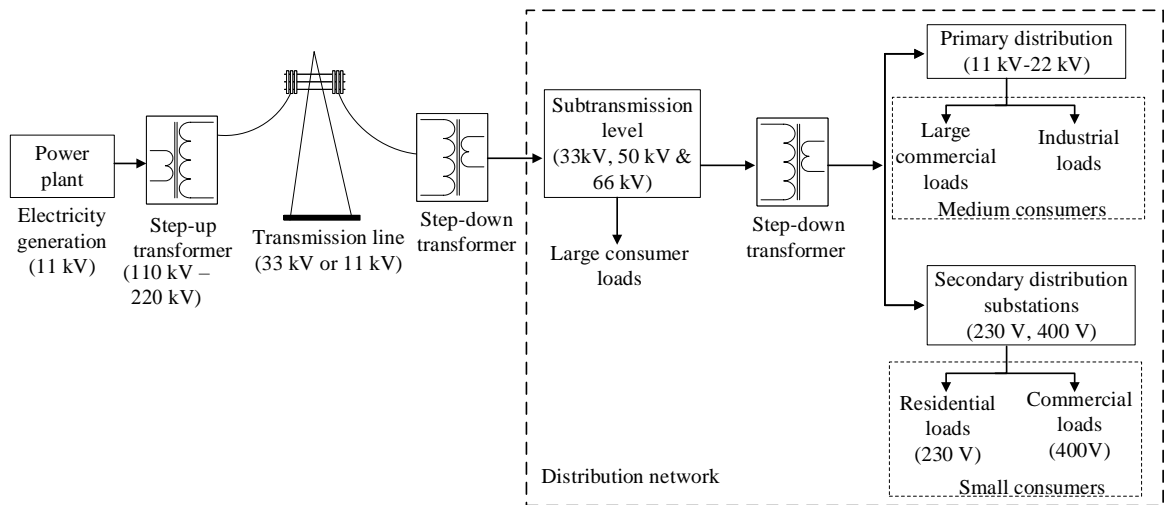 Power
plant
Electricity
generation
(11 kV)
Step-up
transformer
(110 kV –
220 kV)
Transmission line
(33 kV or 11 kV)
Step-down
transformer
Subtransmission
level
(33kV, 50 kV &
66 kV)
Large consumer
loads
Step-down
transformer
Primary distribution
(11 kV-22 kV)
Large
commercial
loads
Industrial
loads
Medium consumers
Secondary distribution
substations
(230 V, 400 V)
Residential
loads
(230 V)
Commercial
loads
(400V)
Small consumers
Distribution network